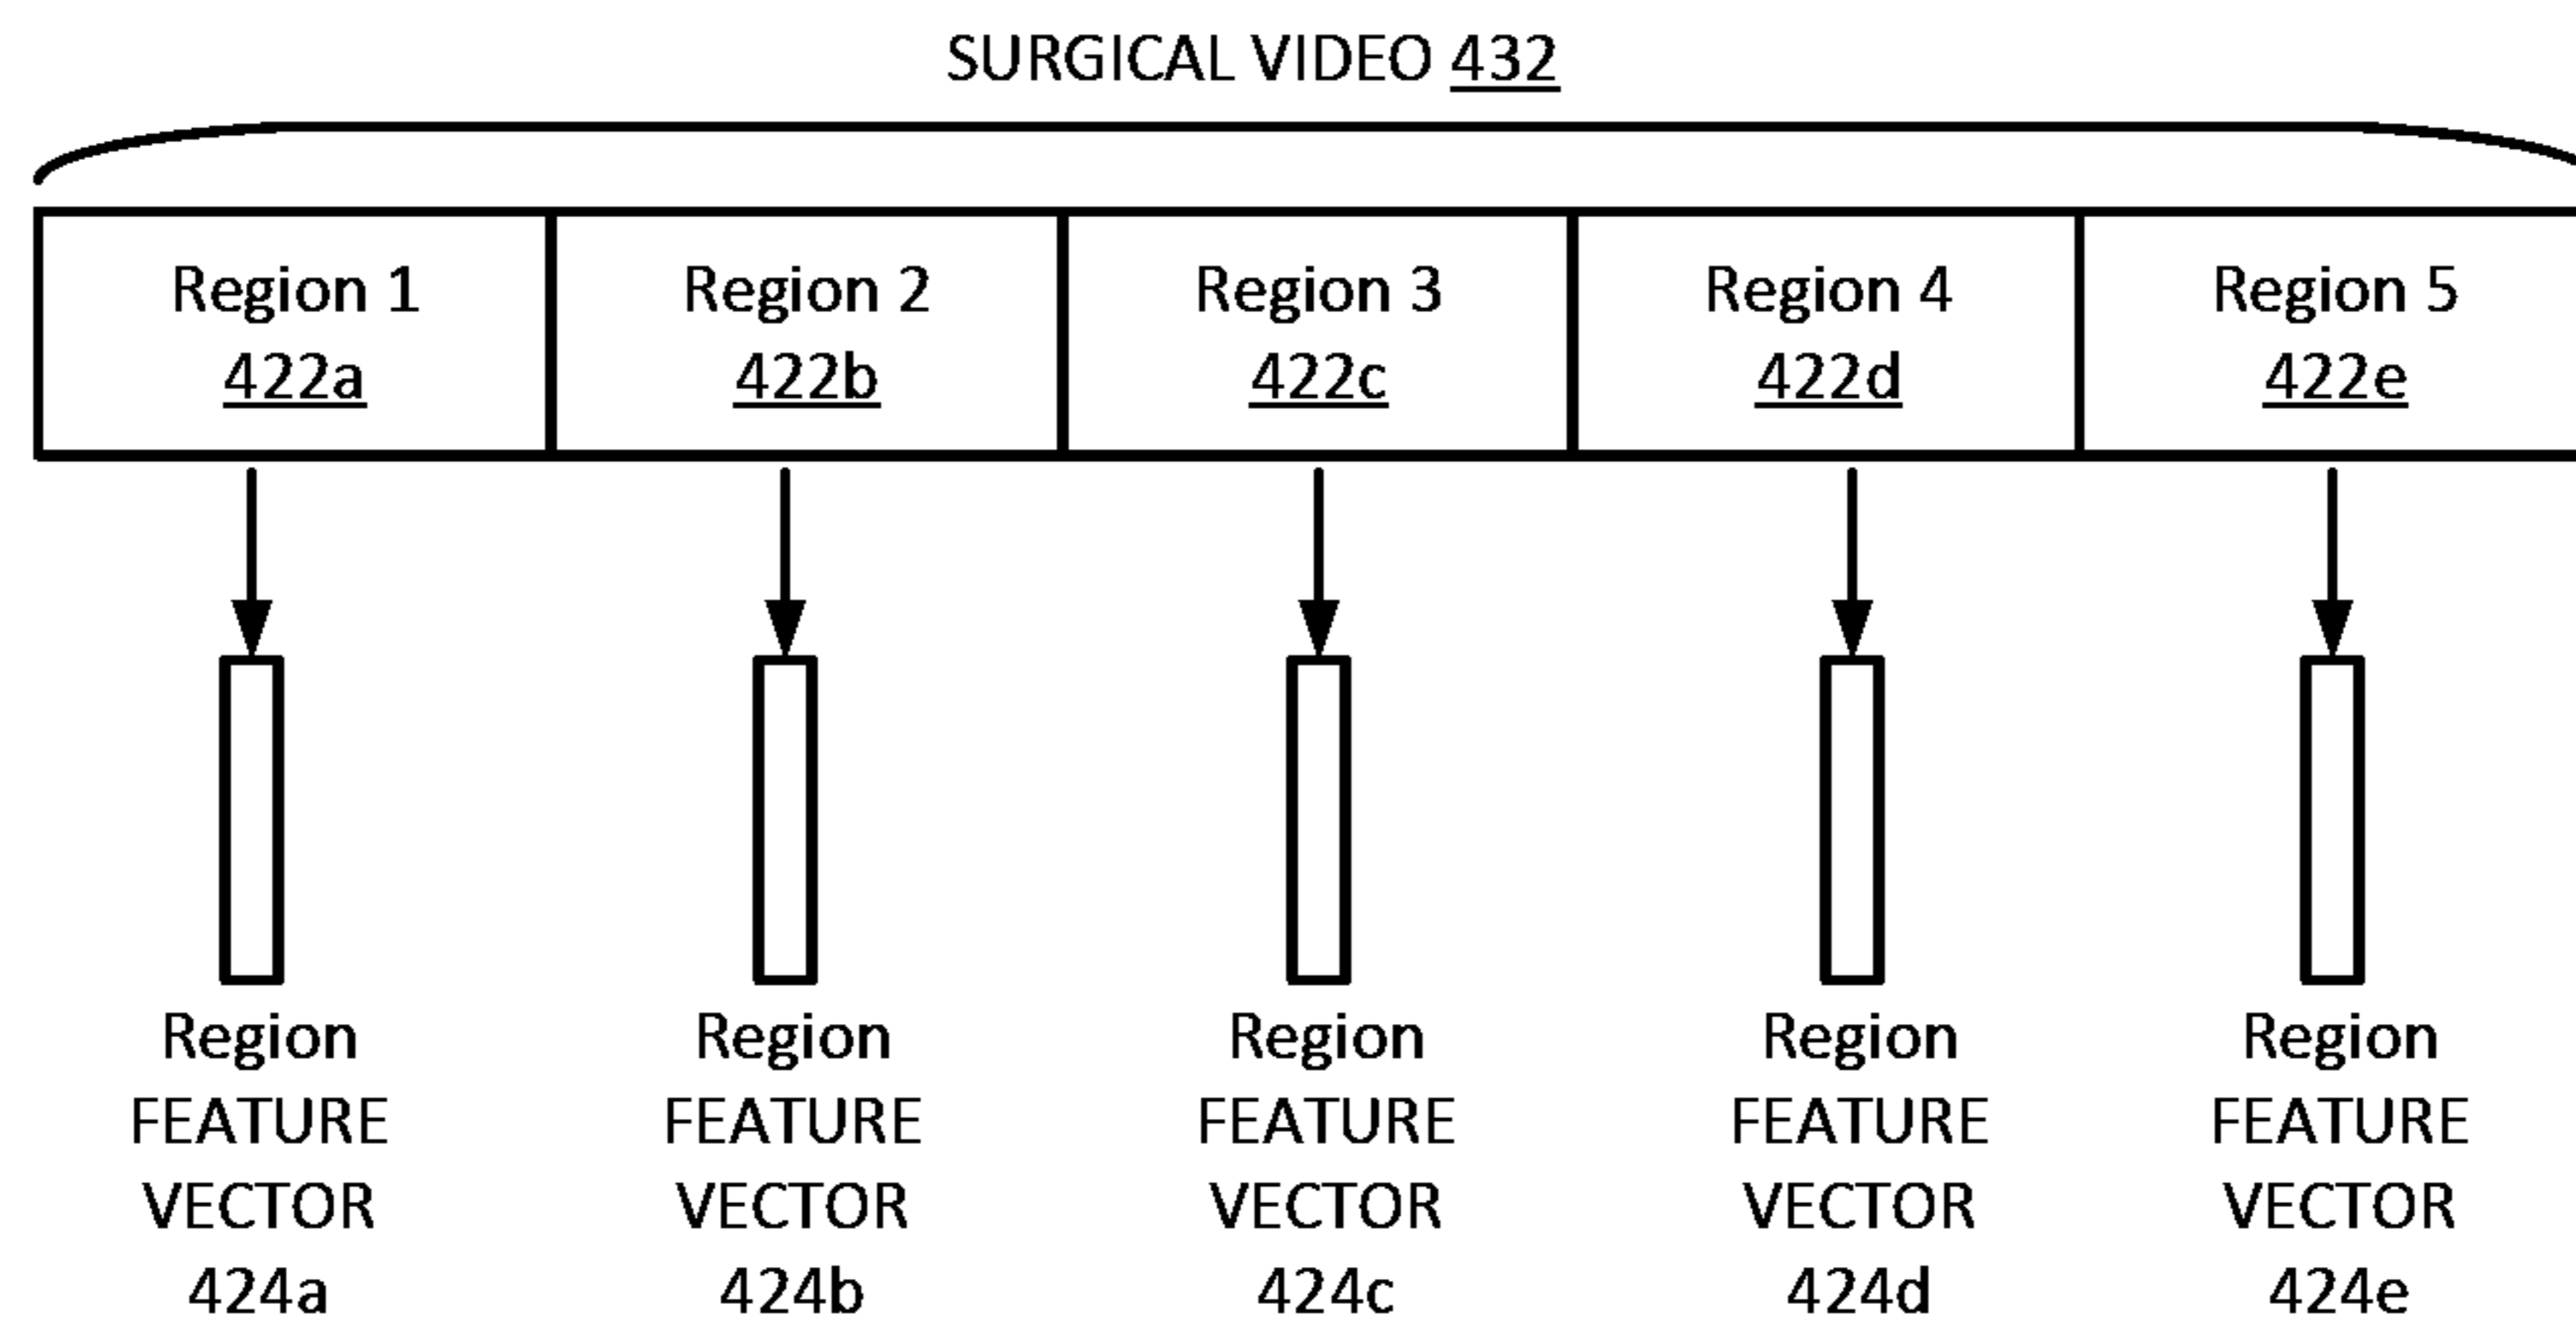 SURGICAL VIDEO 432
Region 1
422a
Region 2
422b
Region 3
422c
Region 4
422d
Region 5
422e
Region
FEATURE
VECTOR
424a
Region
FEATURE
VECTOR
424b
Region
FEATURE
VECTOR
424c
Region
FEATURE
VECTOR
424d
Region
FEATURE
VECTOR
424e